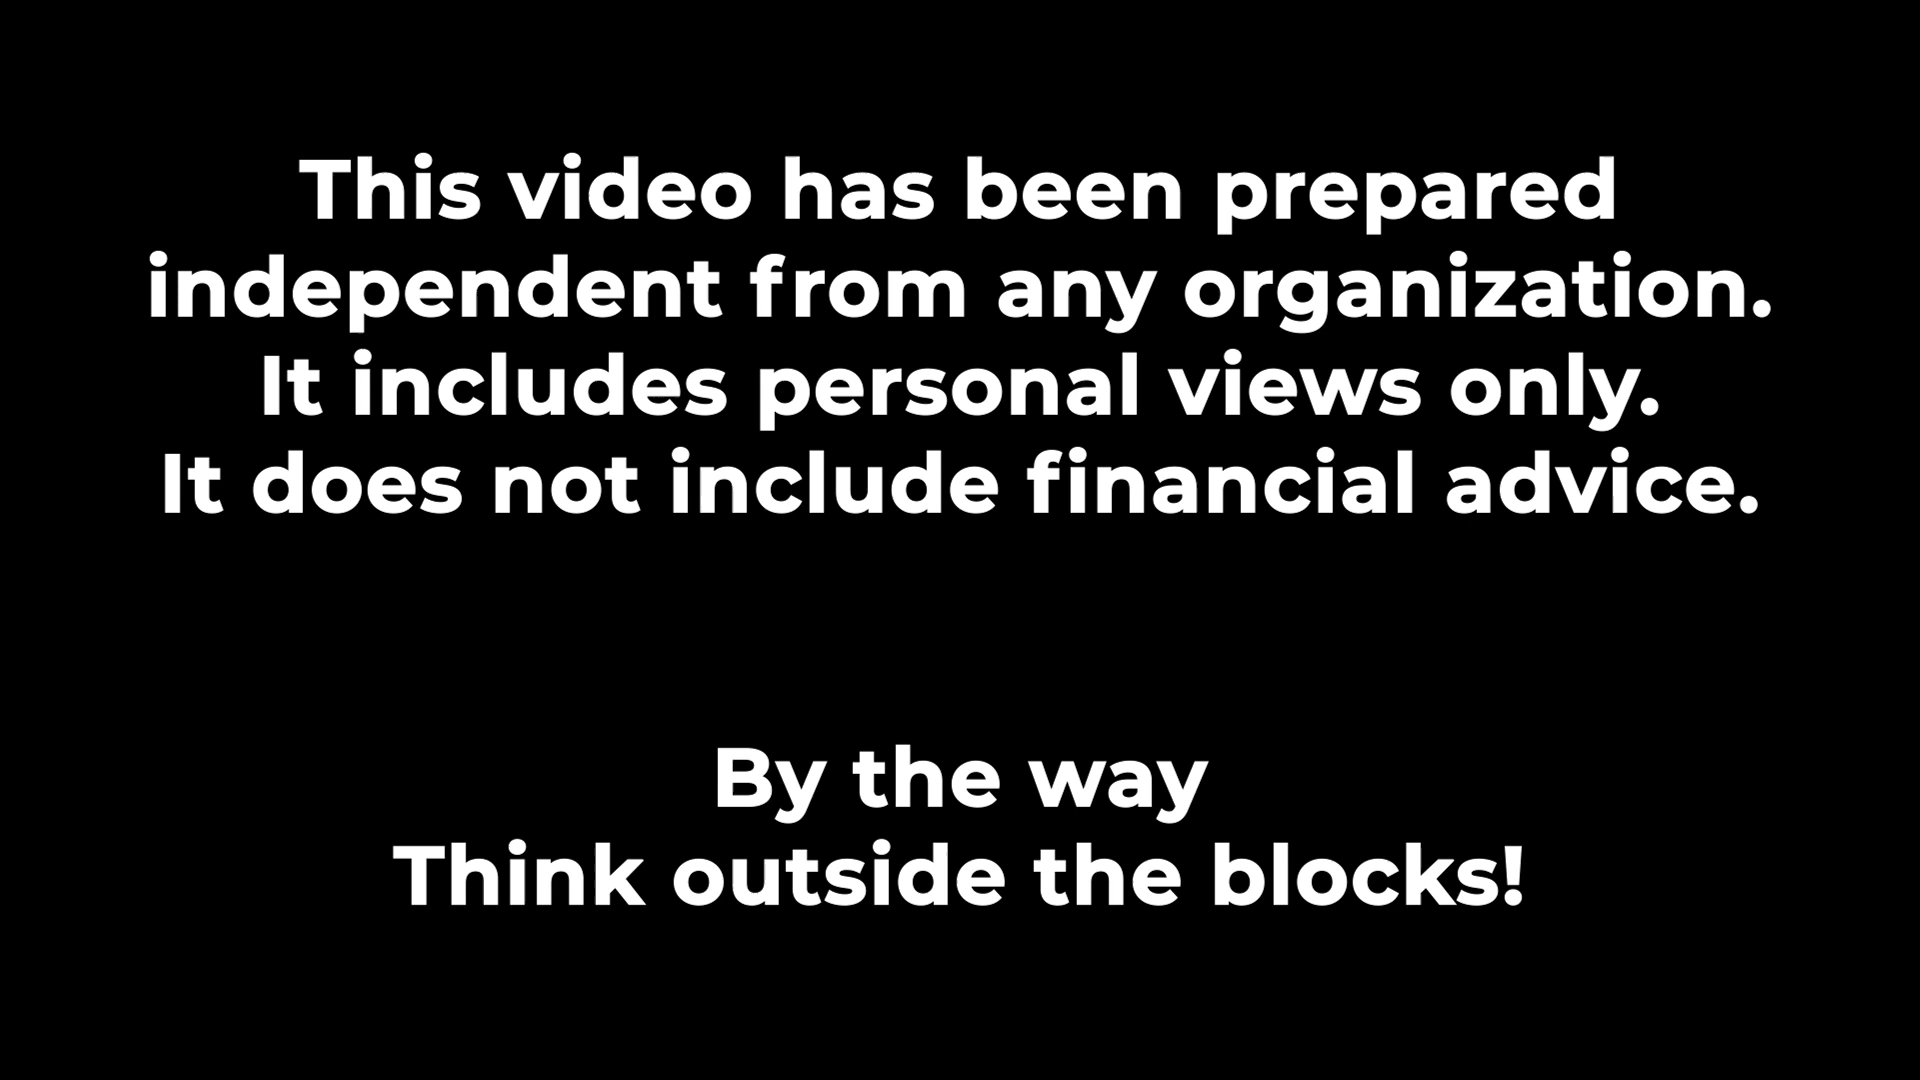 This video has been prepared
independent from any organization.
It includes personal views only.
It does not include financial advice.
By the way
Think outside the blocks!